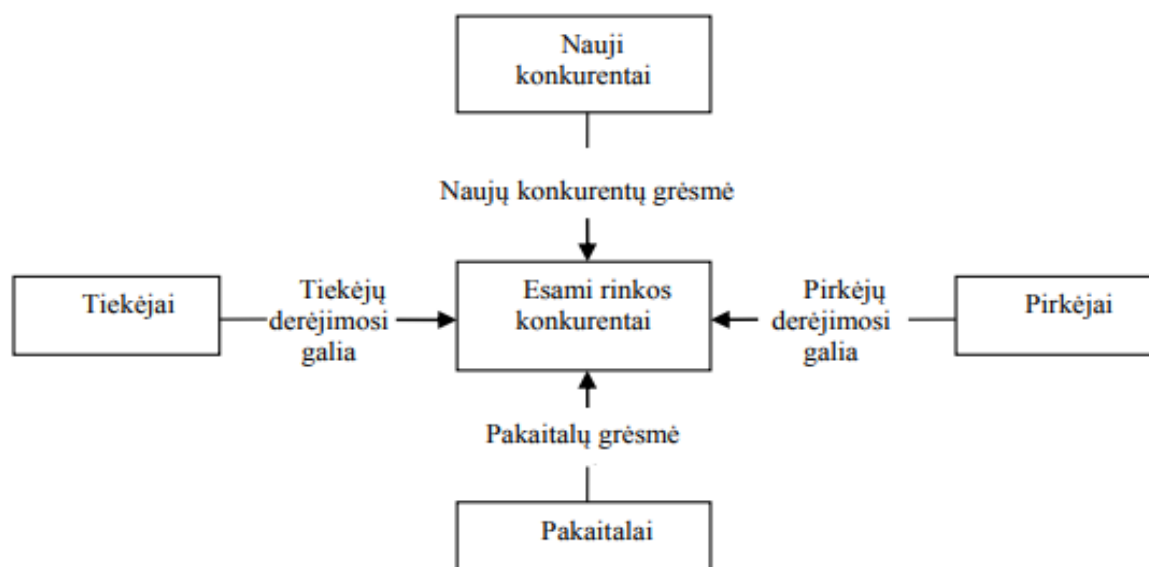 Nauji
konkurentai
Naujų konkurentų grėsmė
Tiekėjai
Tiekėjų
derėjimosi
galia
Esami rinkos
konkurentai
Pirkėjų
derėjimosi
galia
Pirkėjai
Pakaitalų grėsmė
Pakaitalai